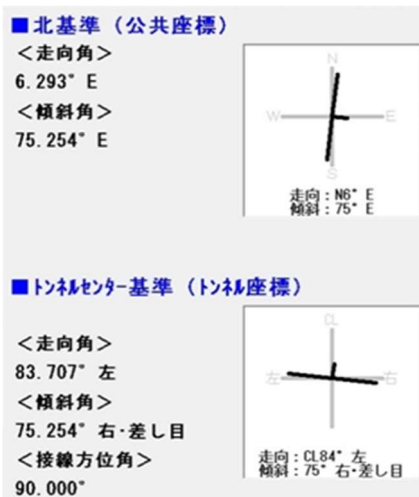 ■北基準（公共座標）
＜走向角＞
6.293° E
＜傾斜角＞
75.254° E
N
W
E
S
走向：N6° E
傾斜：75° E
■トンネルセンター基準（トンネル座標）
＜走向角＞
83.707° 左
＜傾斜角＞
75.254° 右･差し目
＜接線方位角＞
90.000°
CL
左
右
走向：CL84° 左
傾斜：75° 右･差し目